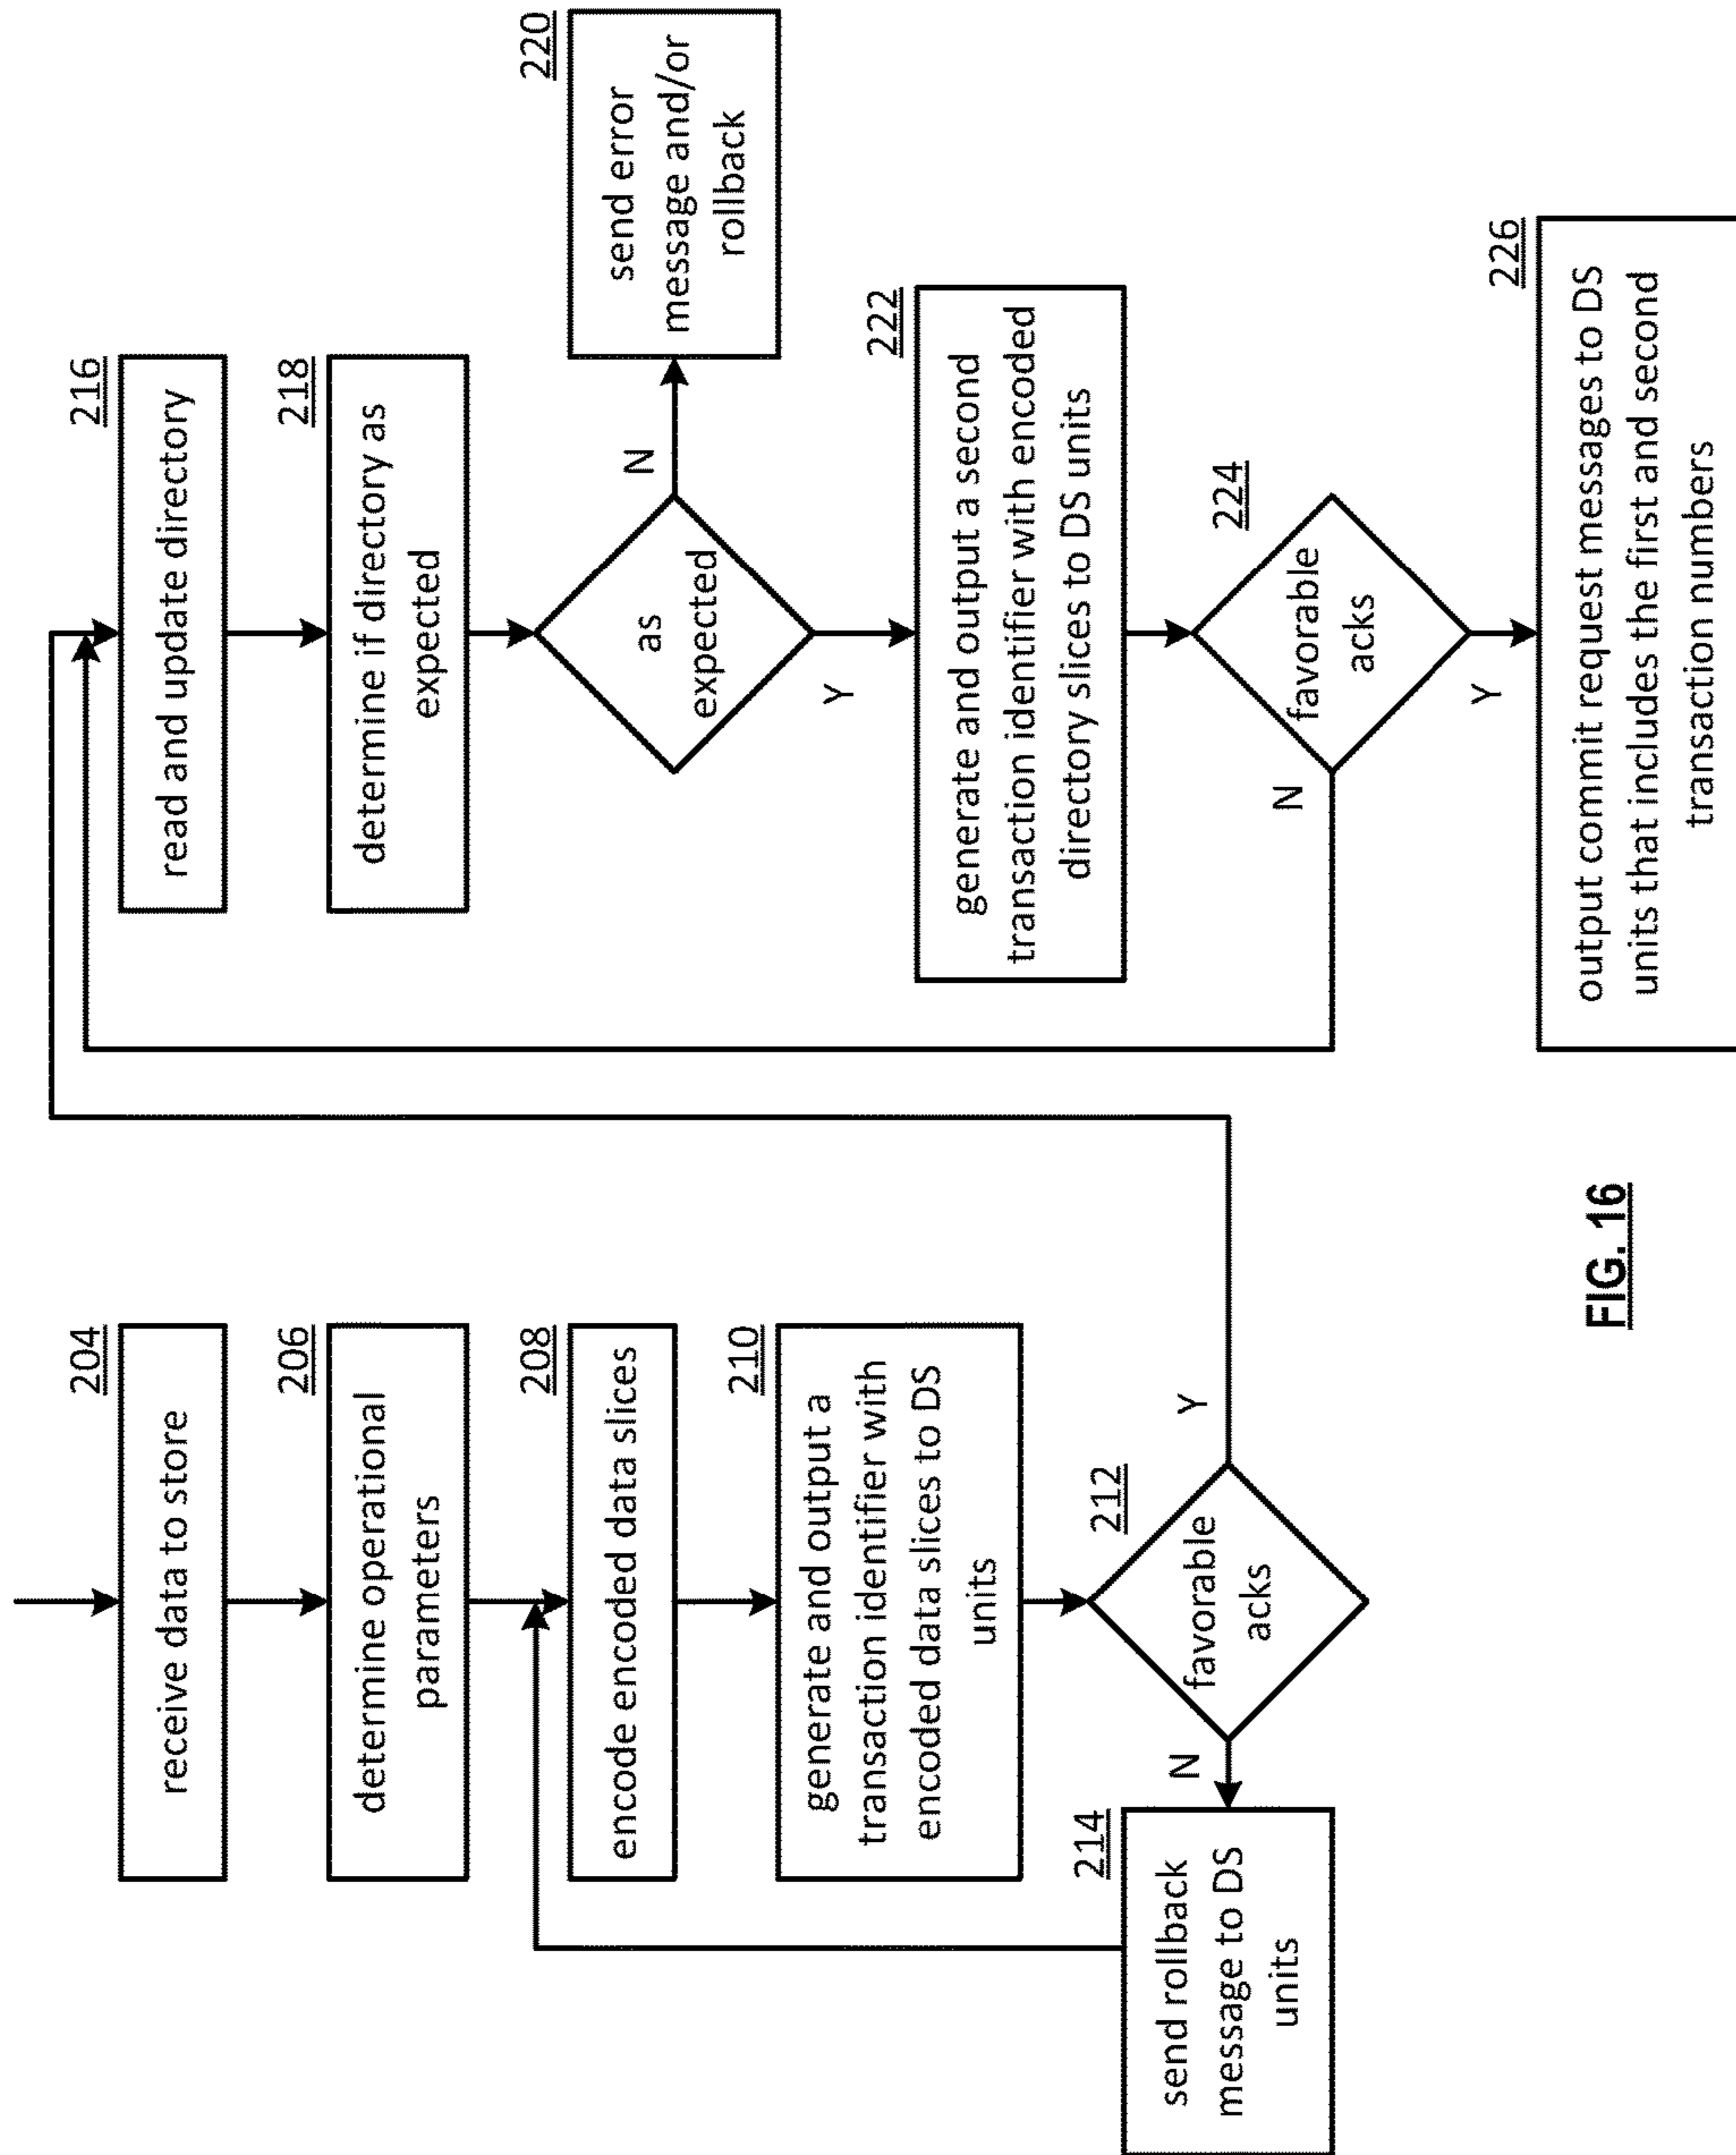 204
receive data to store
206
determine operational
parameters
208
encode encoded data slices
210
generate and output a
transaction identifier with
encoded data slices to DS
units
212
favorable
acks
Y
N
214
send rollback
message to DS
units
216
read and update directory
218
determine if directory as
expected
as
expected
N
220
send error
message and/or
rollback
Y
222
generate and output a second
transaction identifier with encoded
directory slices to DS units
224
favorable
acks
N
Y
226
output commit request messages to DS
units that includes the first and second
transaction numbers
FIG. 16